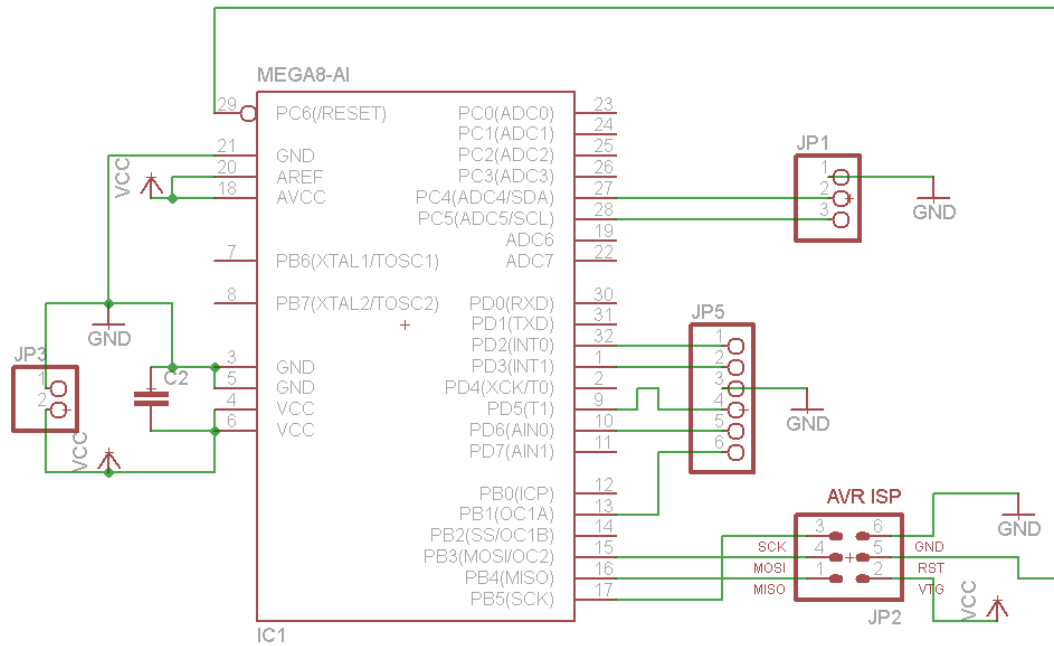 MEGA8-AI
29 PC6(/RESET) PC0(ADC0) 23
PC1(ADC1) 24
21 GND PC2(ADC2) 25
20 AREF PC3(ADC3) 26
18 AVCC PC4(ADC4/SDA) 27
PC5(ADC5/SCL) 28
ADC6 19
7 PB6(XTAL1/TOSC1) ADC7 22
8 PB7(XTAL2/TOSC2) PD0(RXD) 30
PD1(TXD) 31
PD2(INT0) 32
3 GND PD3(INT1) 1
5 GND PD4(XCK/T0) 2
4 VCC PD5(T1) 9
6 VCC PD6(AIN0) 10
PD7(AIN1) 11
PB0(ICP) 12
PB1(OC1A) 13
PB2(SS/OC1B) 14
PB3(MOSI/OC2) 15
PB4(MISO) 16
PB5(SCK) 17
IC1
VCC
GND
JP3
1
2
C2
VCC
JP1
1
2
3
GND
JP5
1
2
3
4
5
6
GND
AVR ISP
3 6
SCK GND
4 5
MOSI RST
1 2
MISO VTG
JP2
GND
VCC